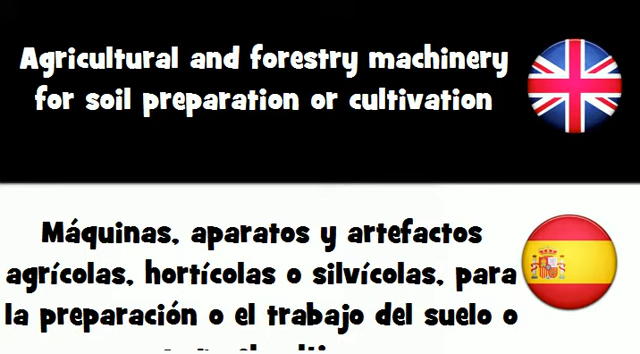 Agricultural and forestry machinery
for soil preparation or cultivation
Máquinas, aparatos y artefactos
agrícolas, hortícolas o silvícolas, para
la preparación o el trabajo del suelo o